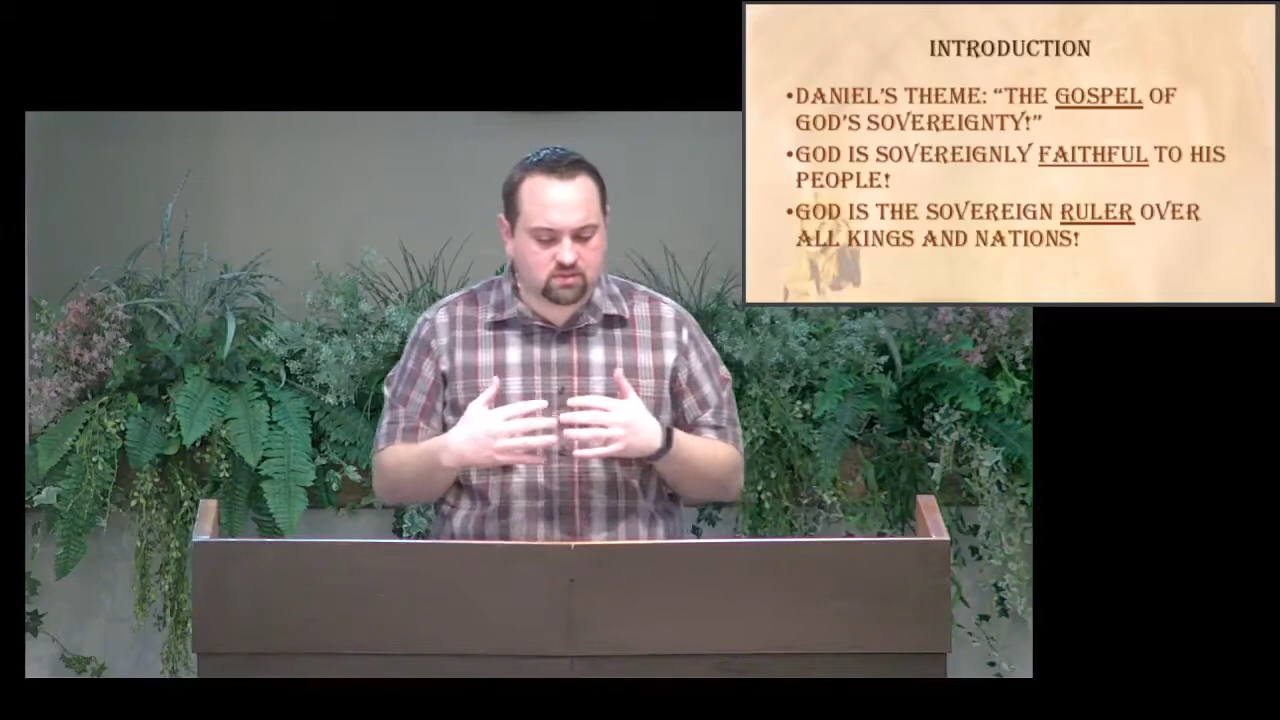 INTRODUCTION
•DANIEL'S THEME: “THE GOSPEL OF
GOD'S SOVEREIGNTY!”
•GOD IS SOVEREIGNLY FAITHFUL TO HIS
PEOPLE!
•GOD IS THE SOVEREIGN RULER OVER
ALL KINGS AND NATIONS!